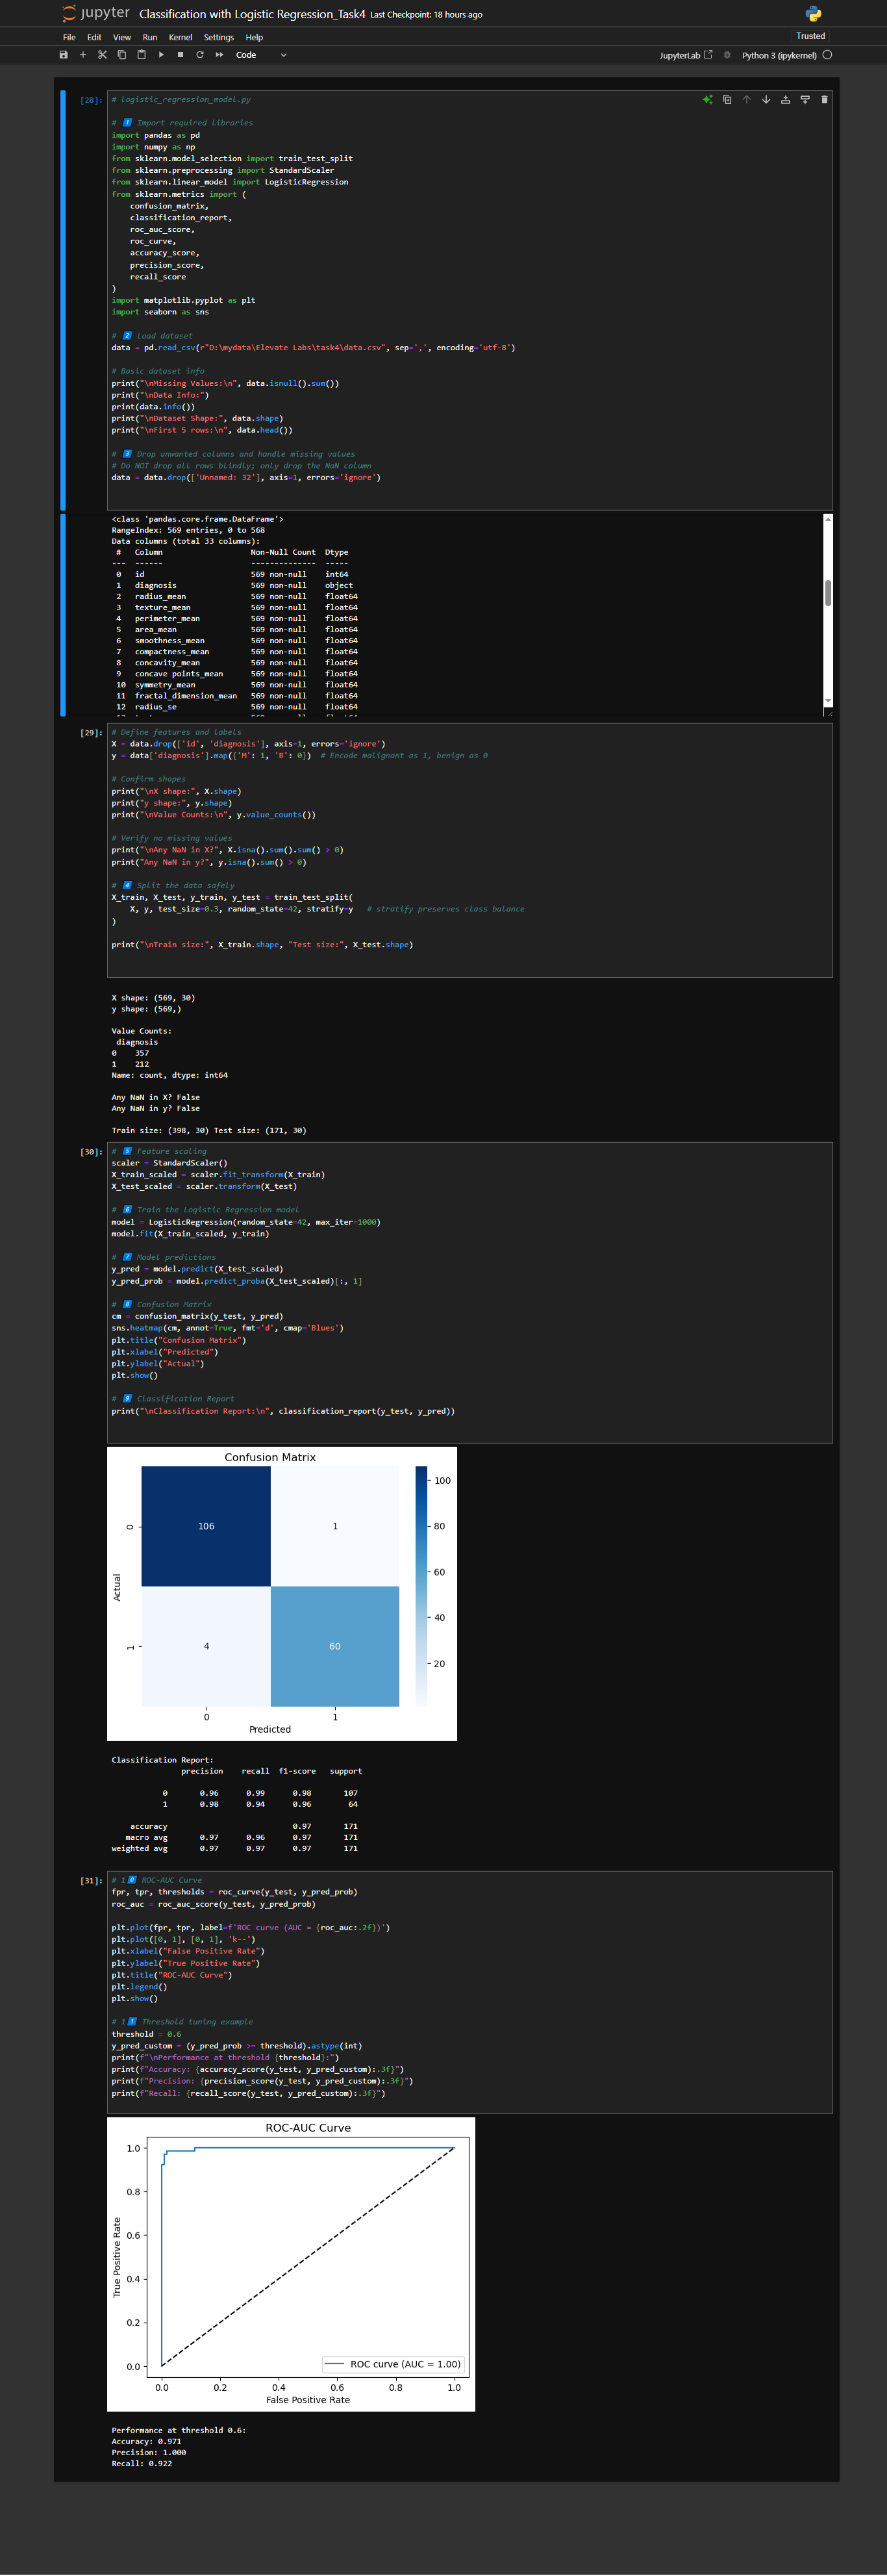 jupyter Classification with Logistic Regression_Task4 Last Checkpoint: 18 hours ago
File Edit View Run Kernel Settings Help
Trusted
Code
JupyterLab Python 3 (ipykernel)
[28]:
# logistic_regression_model.py
# 1️⃣ Import required libraries
import pandas as pd
import numpy as np
from sklearn.model_selection import train_test_split
from sklearn.preprocessing import StandardScaler
from sklearn.linear_model import LogisticRegression
from sklearn.metrics import (
    confusion_matrix,
    classification_report,
    roc_auc_score,
    roc_curve,
    accuracy_score,
    precision_score,
    recall_score
)
import matplotlib.pyplot as plt
import seaborn as sns
# 2️⃣ Load dataset
data = pd.read_csv(r"D:\mydata\Elevate Labs\task4\data.csv", sep=',', encoding='utf-8')
# Basic dataset info
print("\nMissing Values:\n", data.isnull().sum())
print("\nData Info:")
print(data.info())
print("\nDataset Shape:", data.shape)
print("\nFirst 5 rows:\n", data.head())
# 3️⃣ Drop unwanted columns and handle missing values
# Do NOT drop all rows blindly; only drop the NaN column
data = data.drop(['Unnamed: 32'], axis=1, errors='ignore')
<class 'pandas.core.frame.DataFrame'>
RangeIndex: 569 entries, 0 to 568
Data columns (total 33 columns):
 #   Column                   Non-Null Count  Dtype
---  ------                   --------------  -----
 0   id                       569 non-null    int64
 1   diagnosis                569 non-null    object
 2   radius_mean              569 non-null    float64
 3   texture_mean             569 non-null    float64
 4   perimeter_mean           569 non-null    float64
 5   area_mean                569 non-null    float64
 6   smoothness_mean          569 non-null    float64
 7   compactness_mean         569 non-null    float64
 8   concavity_mean           569 non-null    float64
 9   concave points_mean      569 non-null    float64
 10  symmetry_mean            569 non-null    float64
 11  fractal_dimension_mean   569 non-null    float64
 12  radius_se                569 non-null    float64
[29]:
# Define features and labels
X = data.drop(['id', 'diagnosis'], axis=1, errors='ignore')
y = data['diagnosis'].map({'M': 1, 'B': 0})  # Encode malignant as 1, benign as 0
# Confirm shapes
print("\nX shape:", X.shape)
print("y shape:", y.shape)
print("\nValue Counts:\n", y.value_counts())
# Verify no missing values
print("\nAny NaN in X?", X.isna().sum().sum() > 0)
print("Any NaN in y?", y.isna().sum() > 0)
# 4️⃣ Split the data safely
X_train, X_test, y_train, y_test = train_test_split(
    X, y, test_size=0.3, random_state=42, stratify=y   # stratify preserves class balance
)
print("\nTrain size:", X_train.shape, "Test size:", X_test.shape)
X shape: (569, 30)
y shape: (569,)
Value Counts:
 diagnosis
0    357
1    212
Name: count, dtype: int64
Any NaN in X? False
Any NaN in y? False
Train size: (398, 30) Test size: (171, 30)
[30]:
# 5️⃣ Feature scaling
scaler = StandardScaler()
X_train_scaled = scaler.fit_transform(X_train)
X_test_scaled = scaler.transform(X_test)
# 6️⃣ Train the Logistic Regression model
model = LogisticRegression(random_state=42, max_iter=1000)
model.fit(X_train_scaled, y_train)
# 7️⃣ Model predictions
y_pred = model.predict(X_test_scaled)
y_pred_prob = model.predict_proba(X_test_scaled)[:, 1]
# 8️⃣ Confusion Matrix
cm = confusion_matrix(y_test, y_pred)
sns.heatmap(cm, annot=True, fmt='d', cmap='Blues')
plt.title("Confusion Matrix")
plt.xlabel("Predicted")
plt.ylabel("Actual")
plt.show()
# 9️⃣ Classification Report
print("\nClassification Report:\n", classification_report(y_test, y_pred))
Confusion Matrix
100
0 106 1
80
Actual
60
40
1 4 60
20
0 1
Predicted
Classification Report:
               precision    recall  f1-score   support
           0       0.96      0.99      0.98       107
           1       0.98      0.94      0.96        64
    accuracy                           0.97       171
   macro avg       0.97      0.96      0.97       171
weighted avg       0.97      0.97      0.97       171
[31]:
# 10️⃣ ROC-AUC Curve
fpr, tpr, thresholds = roc_curve(y_test, y_pred_prob)
roc_auc = roc_auc_score(y_test, y_pred_prob)
plt.plot(fpr, tpr, label=f'ROC curve (AUC = {roc_auc:.2f})')
plt.plot([0, 1], [0, 1], 'k--')
plt.xlabel("False Positive Rate")
plt.ylabel("True Positive Rate")
plt.title("ROC-AUC Curve")
plt.legend()
plt.show()
# 11️⃣ Threshold tuning example
threshold = 0.6
y_pred_custom = (y_pred_prob >= threshold).astype(int)
print(f"\nPerformance at threshold {threshold}:")
print(f"Accuracy: {accuracy_score(y_test, y_pred_custom):.3f}")
print(f"Precision: {precision_score(y_test, y_pred_custom):.3f}")
print(f"Recall: {recall_score(y_test, y_pred_custom):.3f}")
ROC-AUC Curve
1.0
0.8
0.6
True Positive Rate
0.4
0.2
0.0
ROC curve (AUC = 1.00)
0.0 0.2 0.4 0.6 0.8 1.0
False Positive Rate
Performance at threshold 0.6:
Accuracy: 0.971
Precision: 1.000
Recall: 0.922